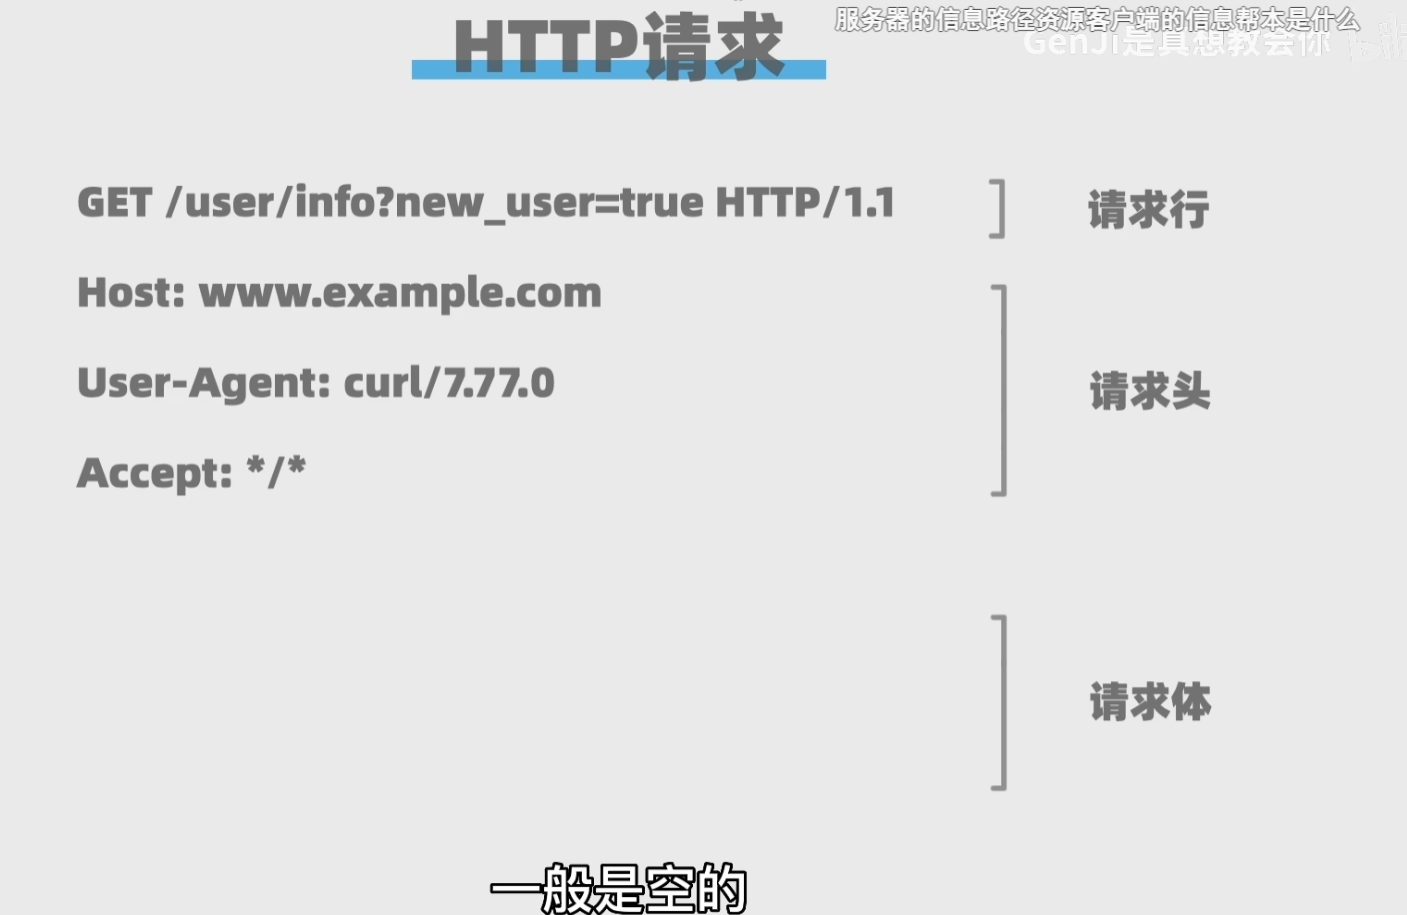 HTTP请求
服务器的信息路径资源客户端的信息帮本是什么
GenJi是真想教会你
GET /user/info?new_user=true HTTP/1.1
请求行
Host: www.example.com
User-Agent: curl/7.77.0
请求头
Accept: */*
请求体
一般是空的